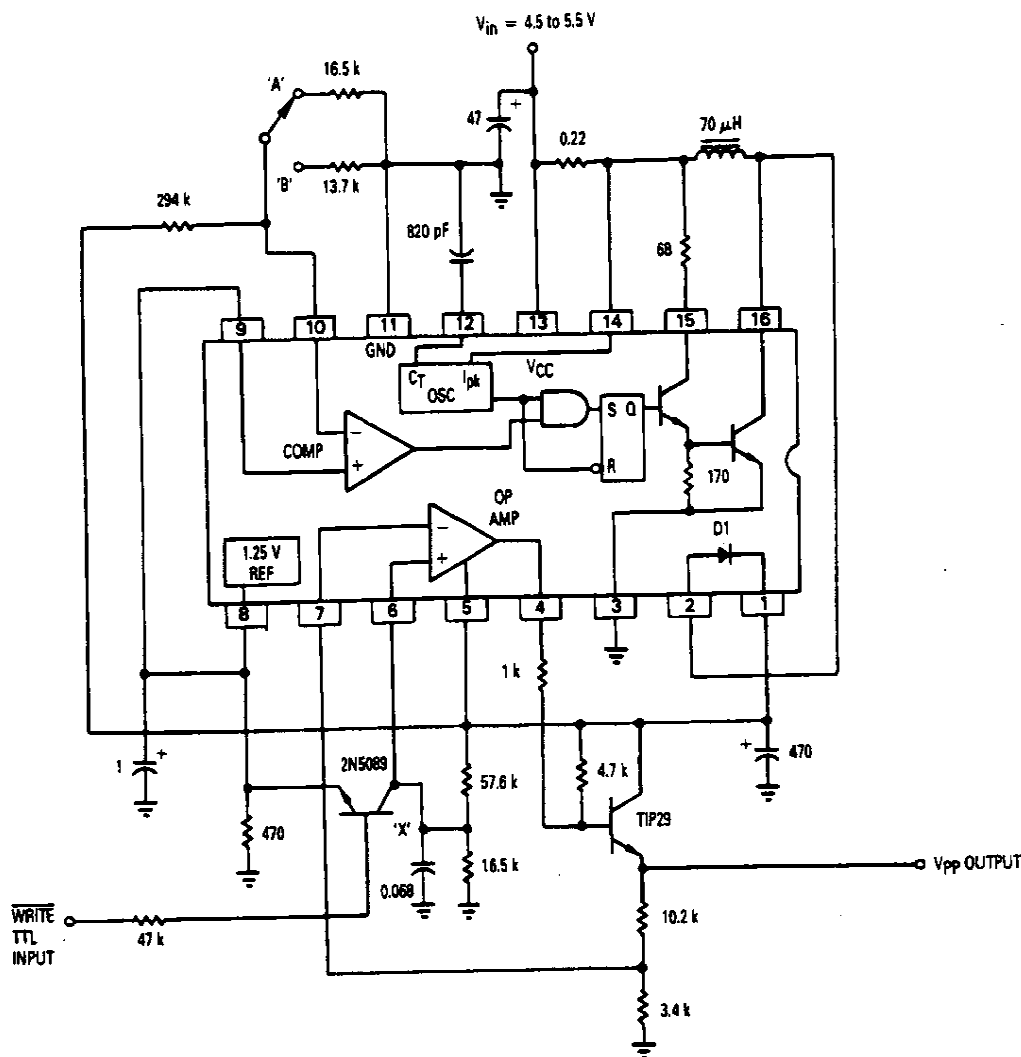 Vin = 4.5 to 5.5 V
'A'
16.5 k
47
+
0.22
70 μH
'B'
13.7 k
294 k
820 pF
68
9
10
11
12
13
14
15
16
GND
CT
Ipk
OSC
VCC
S Q
R
COMP
+
−
170
OP
AMP
−
+
D1
1.25 V
REF
8
7
6
5
4
3
2
1
1 k
1
+
2N5089
57.6 k
4.7 k
+
470
TIP29
470
'X'
16.5 k
0.068
VPP OUTPUT
WRITE
TTL
INPUT
47 k
10.2 k
3.4 k